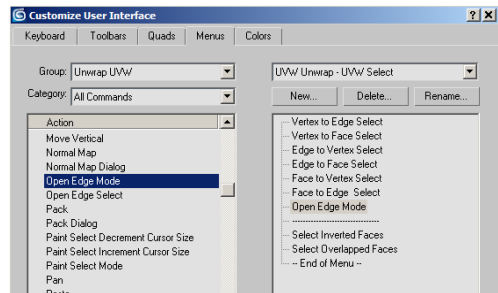 Customize User Interface
Keyboard Toolbars Quads Menus Colors
Group: Unwrap UVW
Category: All Commands
Action
Move Vertical
Normal Map
Normal Map Dialog
Open Edge Mode
Open Edge Select
Pack
Pack Dialog
Paint Select Decrement Cursor Size
Paint Select Increment Cursor Size
Paint Select Mode
Pan
UVW Unwrap - UVW Select
New... Delete... Rename...
Vertex to Edge Select
Vertex to Face Select
Edge to Vertex Select
Edge to Face Select
Face to Vertex Select
Face to Edge Select
Open Edge Mode
Select Inverted Faces
Select Overlapped Faces
-- End of Menu --